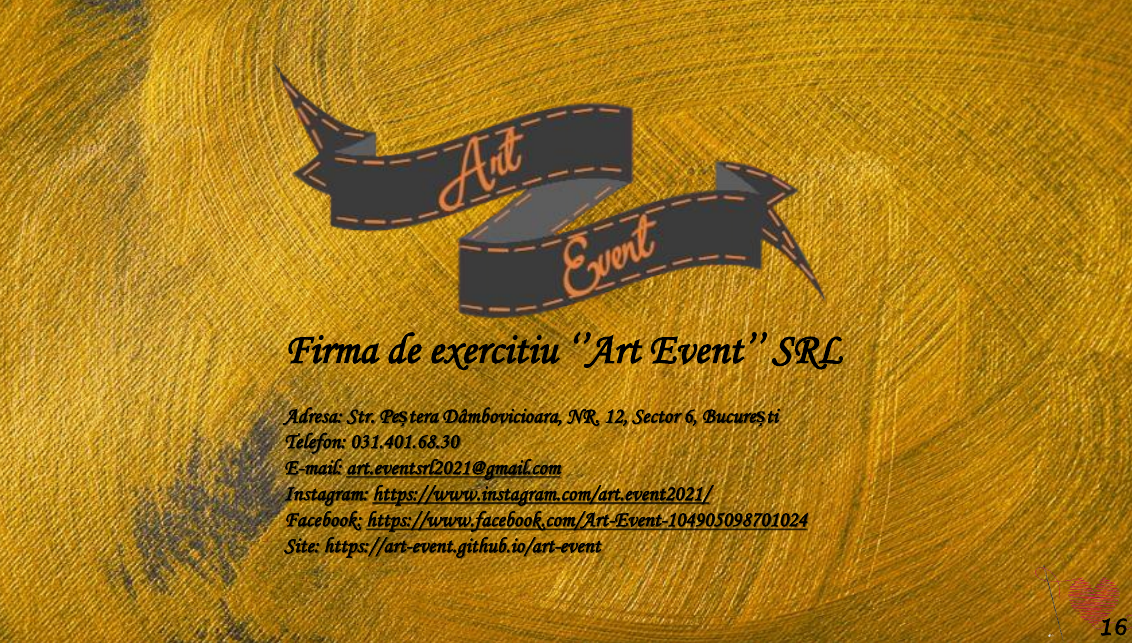 Art
Event
Firma de exercitiu ‘’Art Event’’ SRL
Adresa: Str. Peștera Dâmbovicioara, NR. 12, Sector 6, București
Telefon: 031.401.68.30
E-mail: art.eventsrl2021@gmail.com
Instagram: https://www.instagram.com/art.event2021/
Facebook: https://www.facebook.com/Art-Event-104905098701024
Site: https://art-event.github.io/art-event
16